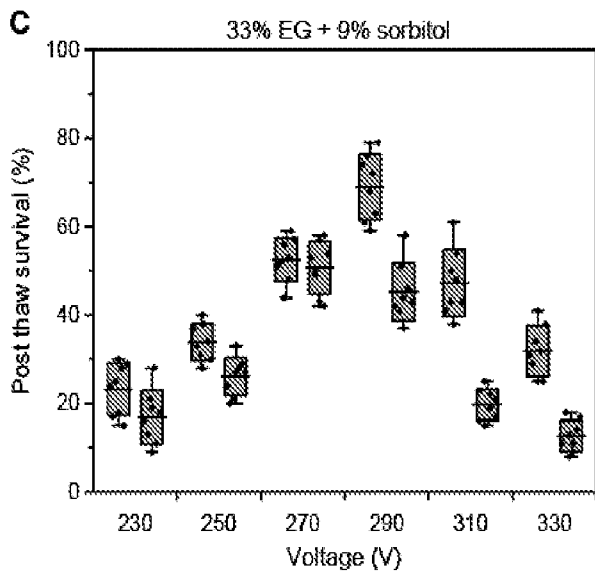 C
33% EG + 9% sorbitol
Post thaw survival (%)
100
80
60
40
20
0
230 250 270 290 310 330
Voltage (V)